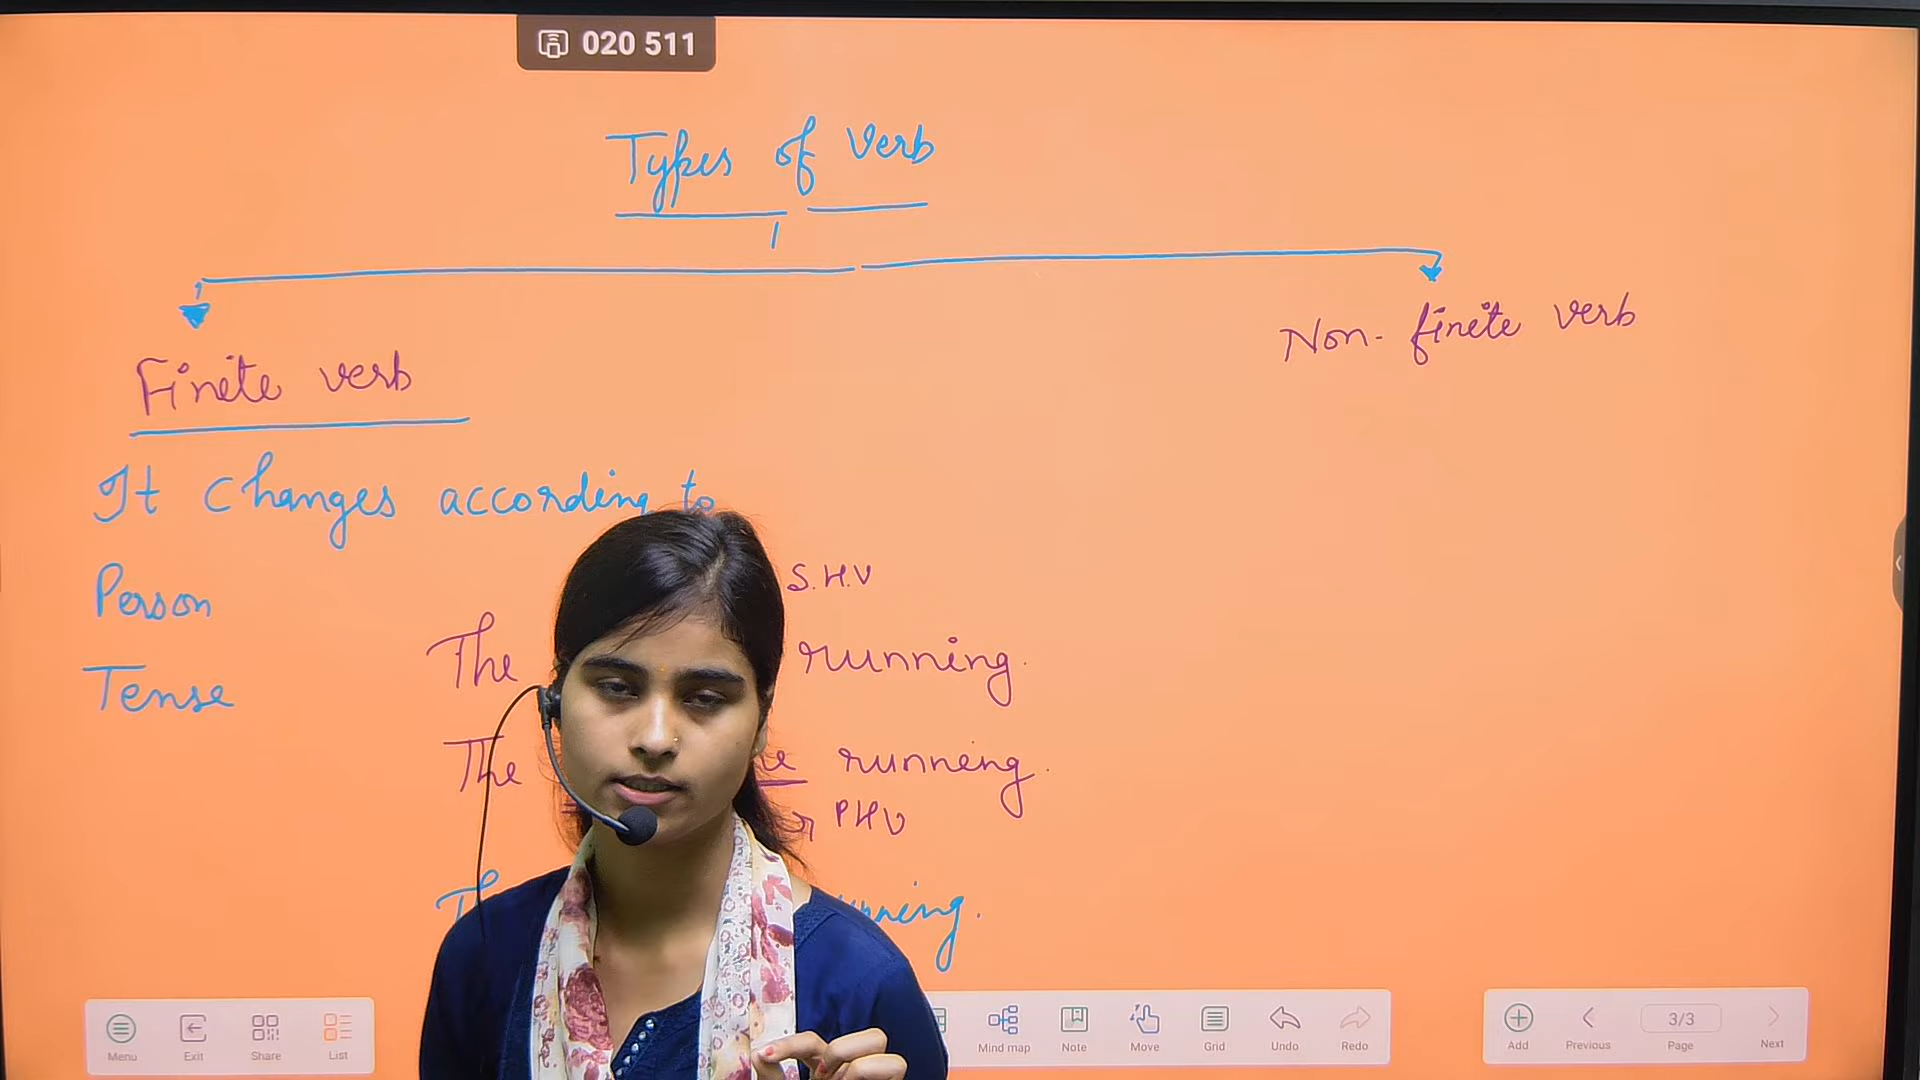 020 511
Types of Verb
Finite verb
Non-finite verb
It changes according to
Person
S.H.V
The running.
Tense
The running.
PHV
Menu
Exit
Share
List
Mind map
Note
Move
Grid
Undo
Redo
Add
Previous
3/3
Page
Next